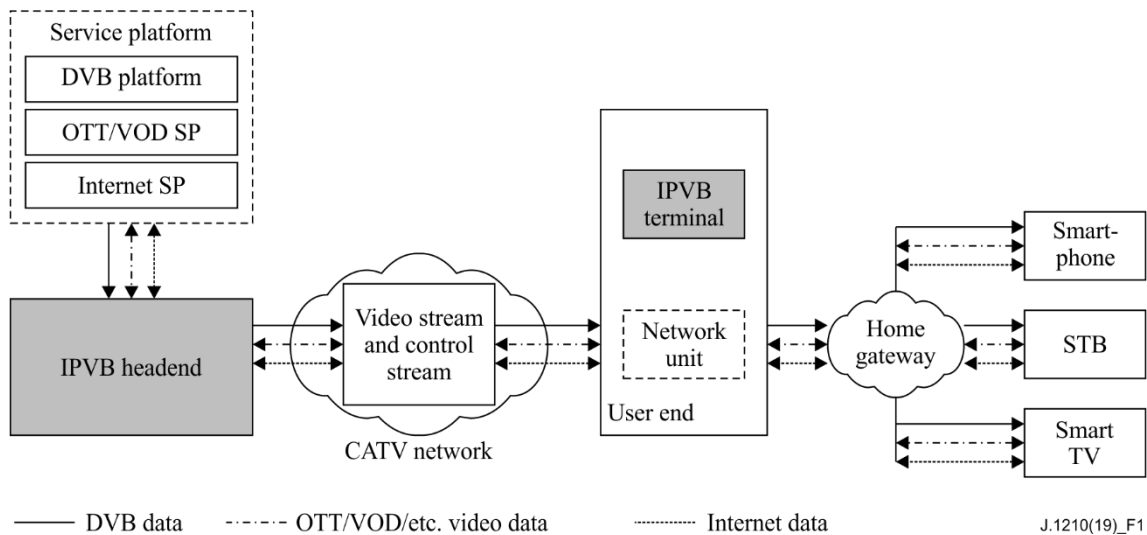 Service platform
DVB platform
OTT/VOD SP
Internet SP
IPVB headend
Video stream
and control
stream
CATV network
IPVB
terminal
Network
unit
User end
Home
gateway
Smart-
phone
STB
Smart
TV
DVB data
OTT/VOD/etc. video data
Internet data
J.1210(19)_F1